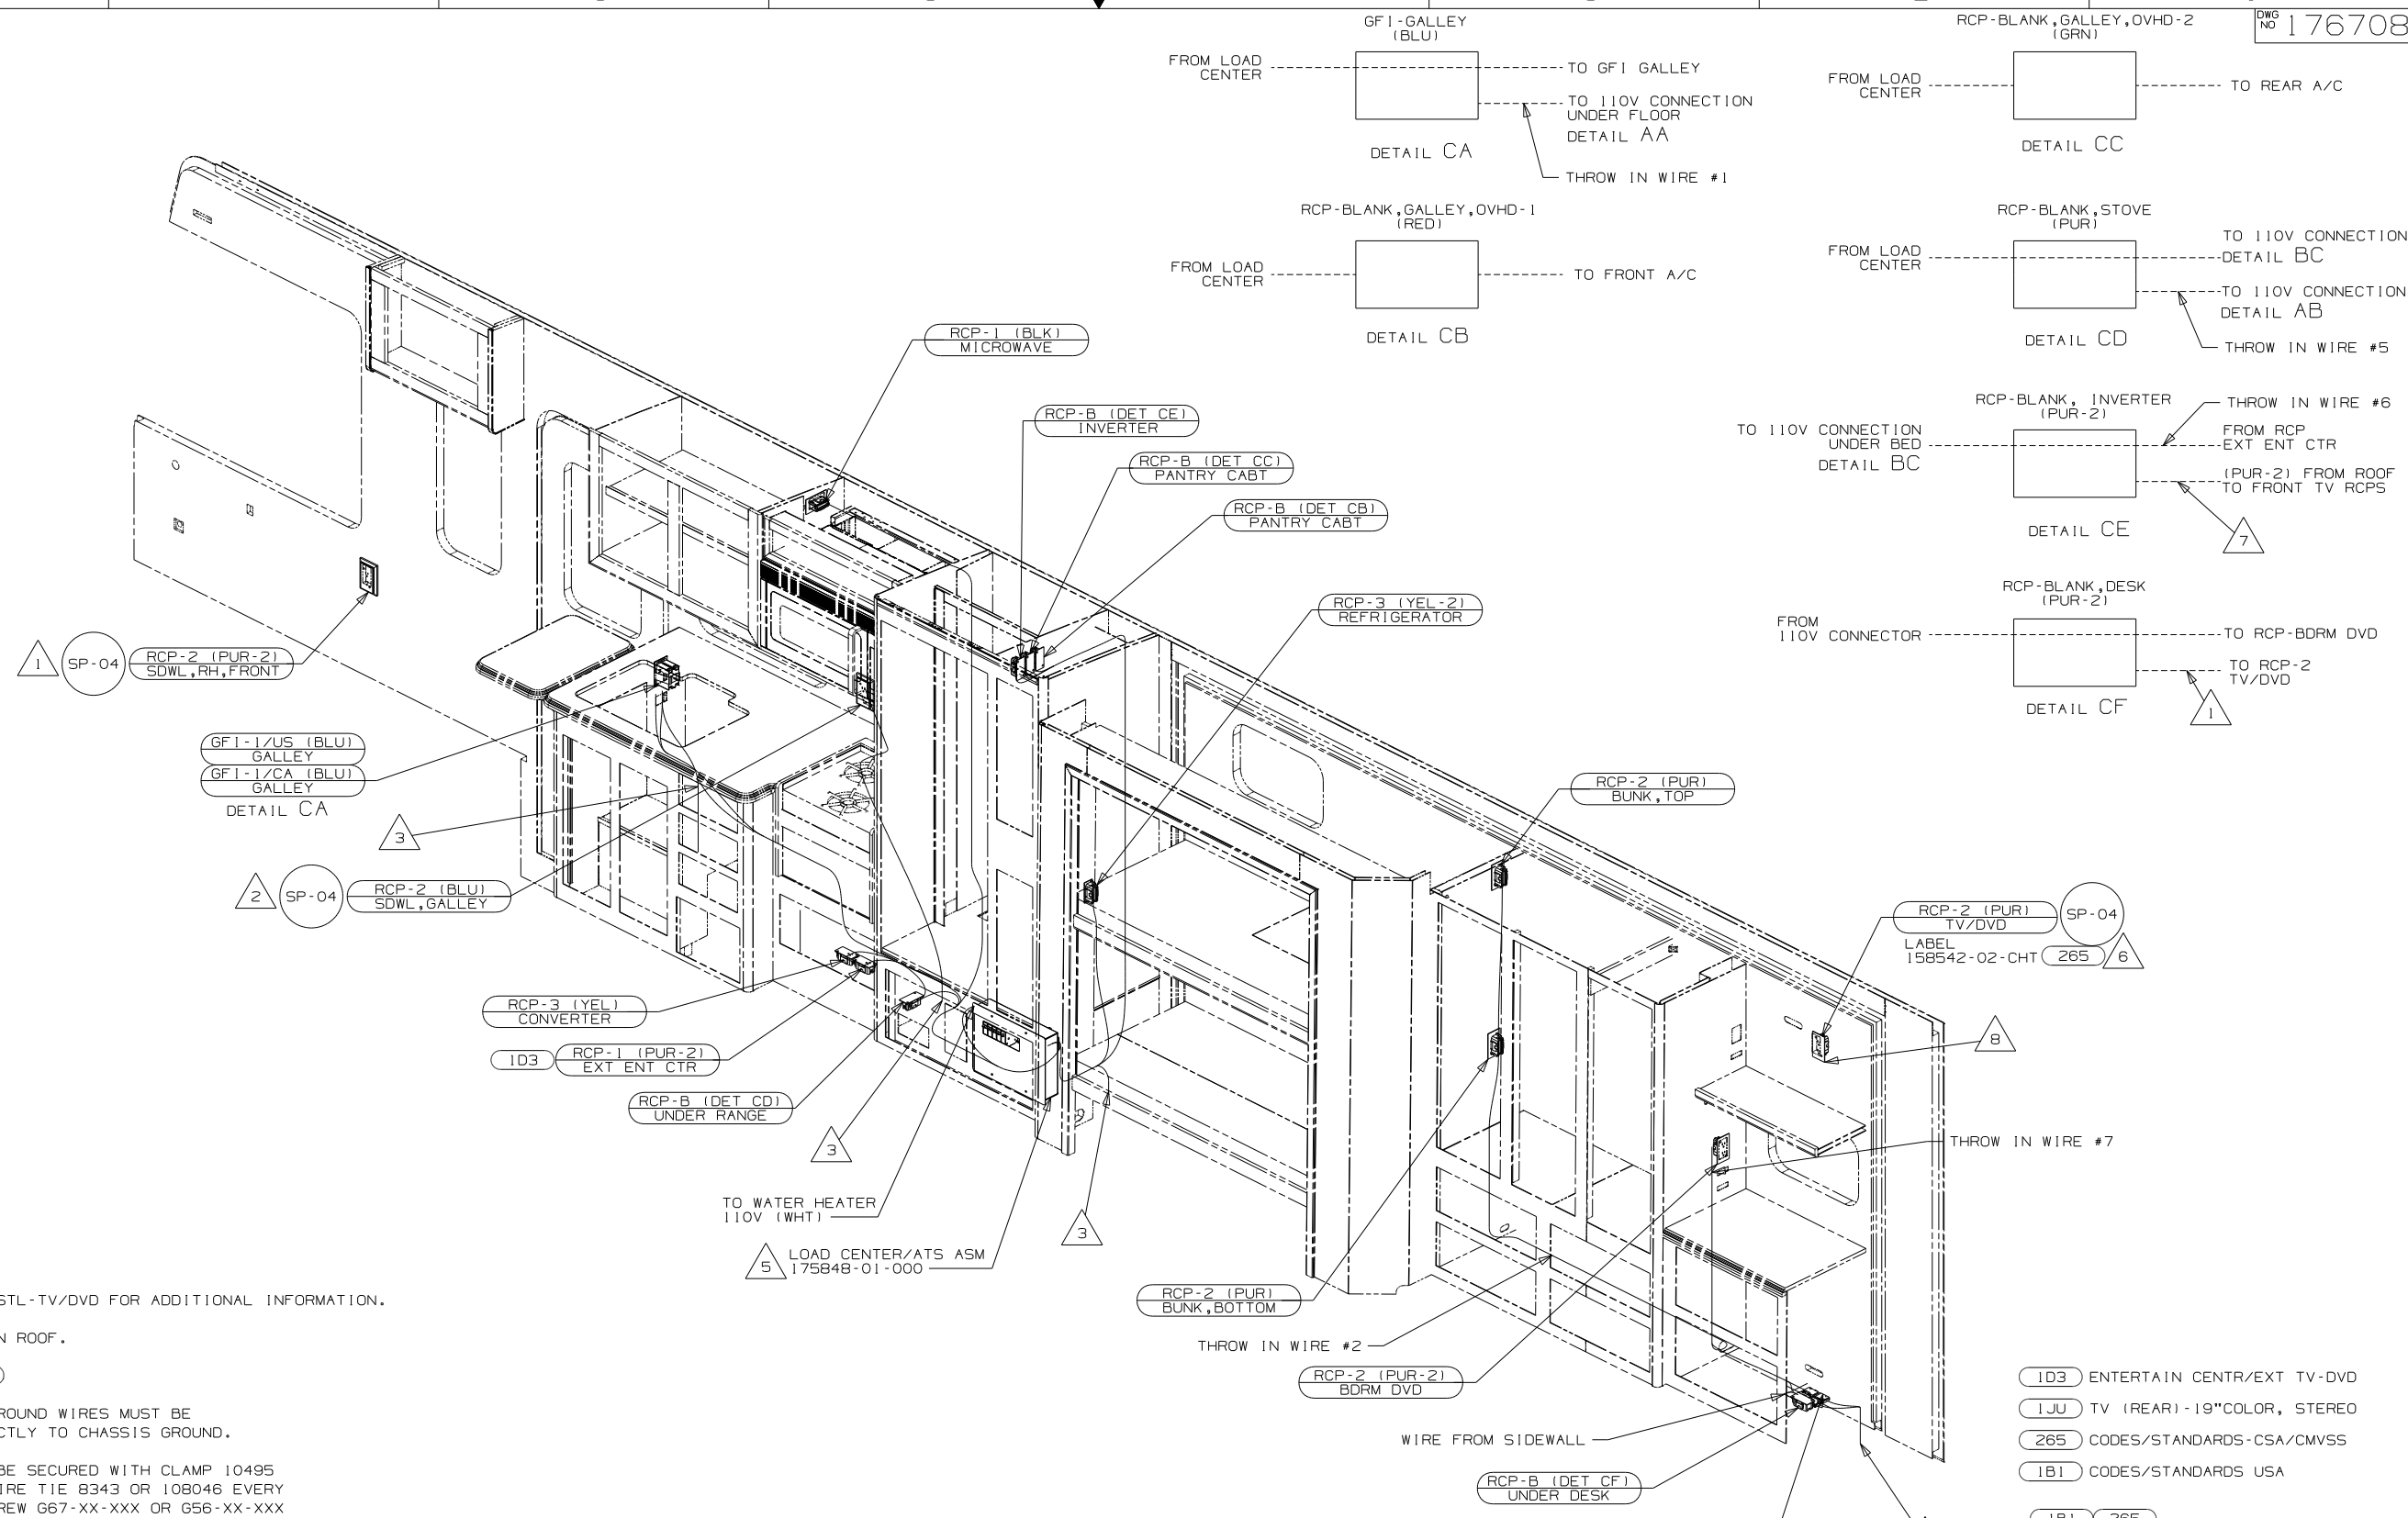 DWG
NO 176708
GFI-GALLEY
(BLU)
FROM LOAD
CENTER
TO GFI GALLEY
TO 110V CONNECTION
UNDER FLOOR
DETAIL AA
DETAIL CA
THROW IN WIRE #1
RCP-BLANK,GALLEY,OVHD-2
(GRN)
FROM LOAD
CENTER
TO REAR A/C
DETAIL CC
RCP-BLANK,GALLEY,OVHD-1
(RED)
FROM LOAD
CENTER
TO FRONT A/C
DETAIL CB
RCP-BLANK,STOVE
(PUR)
FROM LOAD
CENTER
TO 110V CONNECTION
DETAIL BC
TO 110V CONNECTION
DETAIL AB
DETAIL CD
THROW IN WIRE #5
RCP-BLANK, INVERTER
(PUR-2)
THROW IN WIRE #6
TO 110V CONNECTION
UNDER BED
DETAIL BC
FROM RCP
EXT ENT CTR
(PUR-2) FROM ROOF
TO FRONT TV RCPS
DETAIL CE
7
RCP-BLANK,DESK
(PUR-2)
FROM
110V CONNECTOR
TO RCP-BDRM DVD
TO RCP-2
TV/DVD
DETAIL CF
1
RCP-1 (BLK)
MICROWAVE
RCP-B (DET CE)
INVERTER
RCP-B (DET CC)
PANTRY CABT
RCP-B (DET CB)
PANTRY CABT
RCP-3 (YEL-2)
REFRIGERATOR
1 SP-04 RCP-2 (PUR-2)
SDWL,RH,FRONT
GFI-1/US (BLU)
GALLEY
GFI-1/CA (BLU)
GALLEY
DETAIL CA
3
2 SP-04 RCP-2 (BLU)
SDWL,GALLEY
RCP-2 (PUR)
BUNK,TOP
RCP-2 (PUR)
TV/DVD
SP-04
LABEL
158542-02-CHT 265 6
8
RCP-3 (YEL)
CONVERTER
1D3 RCP-1 (PUR-2)
EXT ENT CTR
RCP-B (DET CD)
UNDER RANGE
3
THROW IN WIRE #7
TO WATER HEATER
110V (WHT)
3
5 LOAD CENTER/ATS ASM
175848-01-000
RCP-2 (PUR)
BUNK,BOTTOM
THROW IN WIRE #2
RCP-2 (PUR-2)
BDRM DVD
WIRE FROM SIDEWALL
RCP-B (DET CF)
UNDER DESK
STL-TV/DVD FOR ADDITIONAL INFORMATION.
N ROOF.
ROUND WIRES MUST BE
CTLY TO CHASSIS GROUND.
BE SECURED WITH CLAMP 10495
IRE TIE 8343 OR 108046 EVERY
REW G67-XX-XXX OR G56-XX-XXX
1D3 ENTERTAIN CENTR/EXT TV-DVD
1JU TV (REAR)-19"COLOR, STEREO
265 CODES/STANDARDS-CSA/CMVSS
1B1 CODES/STANDARDS USA
1B1 265